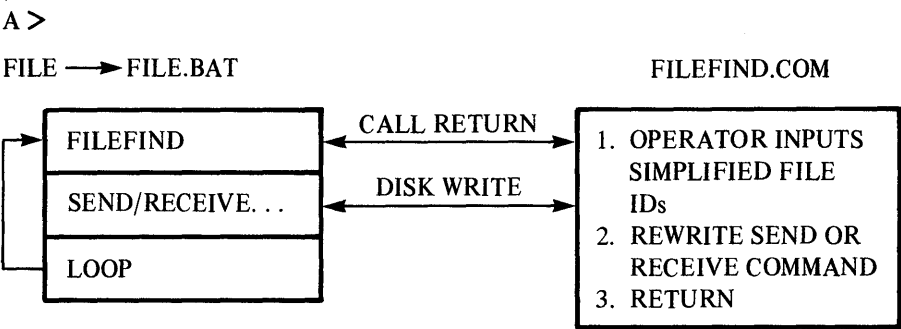 A >
FILE → FILE.BAT
FILEFIND.COM
FILEFIND
SEND/RECEIVE. . .
LOOP
CALL RETURN
DISK WRITE
1. OPERATOR INPUTS
SIMPLIFIED FILE
IDs
2. REWRITE SEND OR
RECEIVE COMMAND
3. RETURN